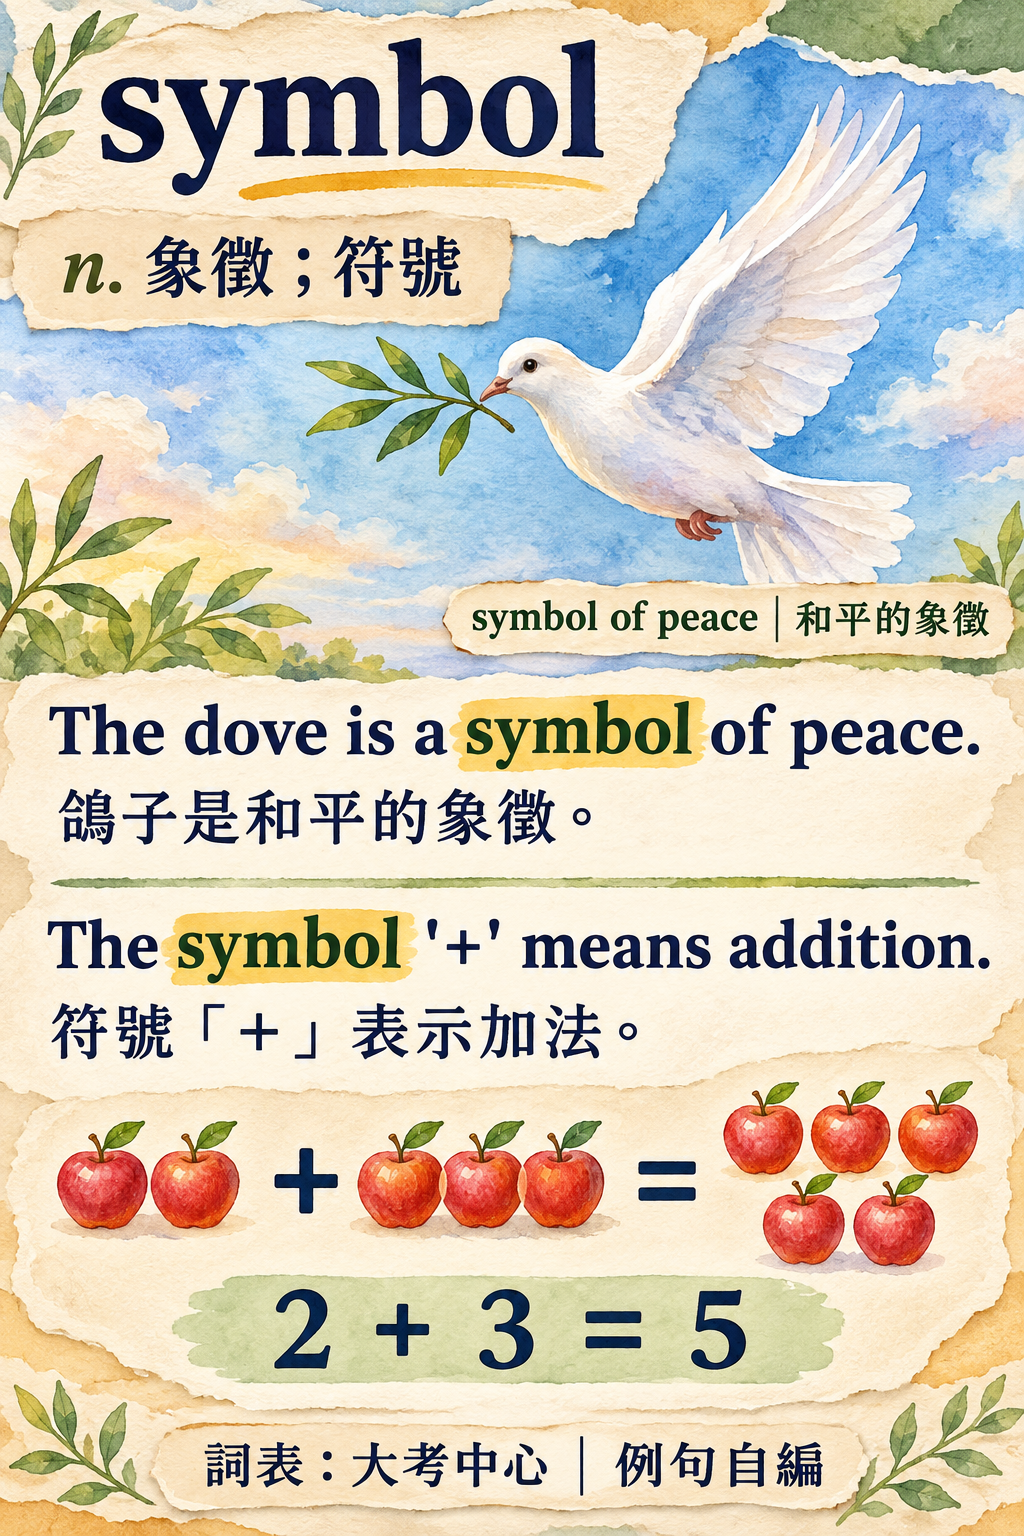 symbol
n. 象徵；符號
symbol of peace｜和平的象徵
The dove is a symbol of peace.
鴿子是和平的象徵。
The symbol '+' means addition.
符號「＋」表示加法。
+ =
2 + 3 = 5
詞表：大考中心｜例句自編